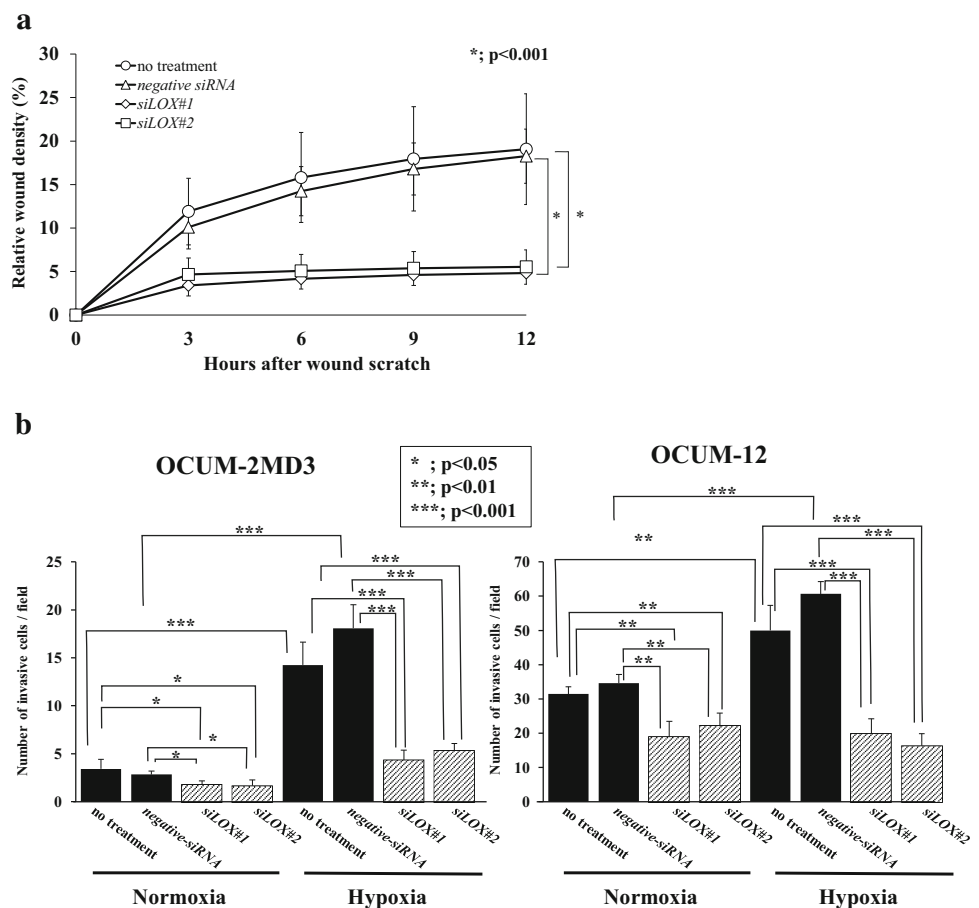 a
*; p<0.001
Relative wound density (%)
30
25
20
15
10
5
0
no treatment
negative siRNA
siLOX#1
siLOX#2
*
*
0 3 6 9 12
Hours after wound scratch
b
OCUM-2MD3
* ; p<0.05
**; p<0.01
***; p<0.001
Number of invasive cells / field
25
20
15
10
5
0
***
***
***
***
***
***
*
*
*
*
no treatment
negative-siRNA
siLOX#1
siLOX#2
no treatment
negative-siRNA
siLOX#1
siLOX#2
Normoxia Hypoxia
OCUM-12
Number of invasive cells / field
70
60
50
40
30
20
10
0
***
**
***
***
***
***
**
**
**
**
no treatment
negative-siRNA
siLOX#1
siLOX#2
no treatment
negative-siRNA
siLOX#1
siLOX#2
Normoxia Hypoxia